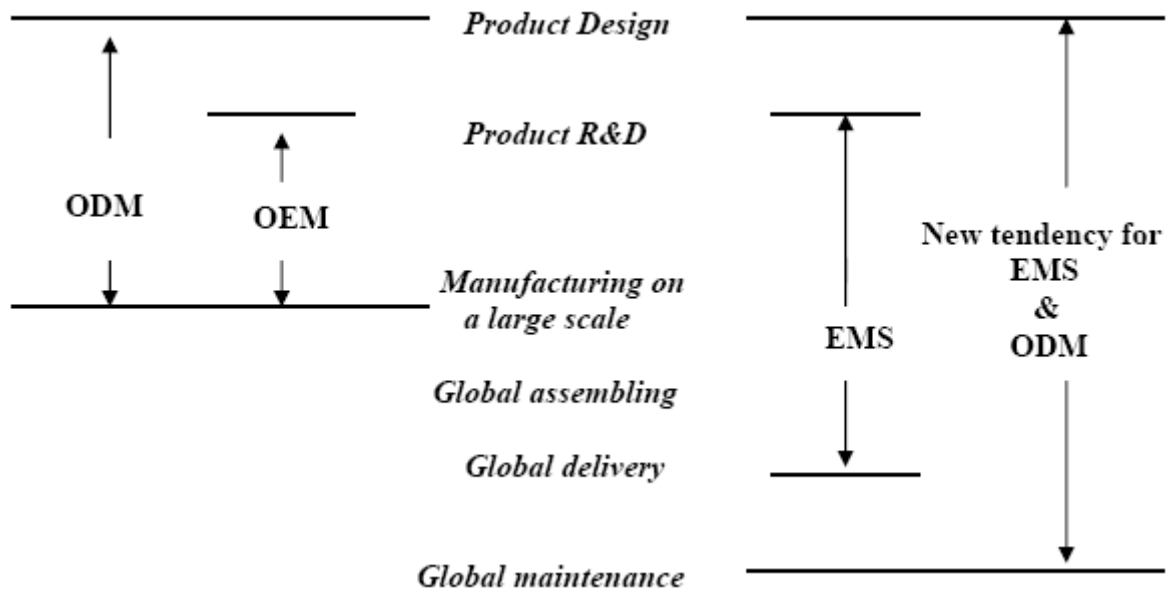 Product Design
Product R&D
ODM
OEM
New tendency for
EMS
&
ODM
Manufacturing on
a large scale
EMS
Global assembling
Global delivery
Global maintenance